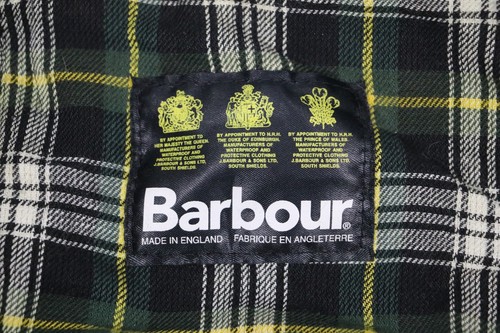 BY APPOINTMENT TO
HER MAJESTY THE QUEEN.
MANUFACTURERS OF
WATERPROOF AND
PROTECTIVE CLOTHING
J.BARBOUR & SONS LTD,
SOUTH SHIELDS.
BY APPOINTMENT TO H.R.H.
THE DUKE OF EDINBURGH.
MANUFACTURERS OF
WATERPROOF AND
PROTECTIVE CLOTHING
J.BARBOUR & SONS LTD,
SOUTH SHIELDS.
BY APPOINTMENT TO H.R.H.
THE PRINCE OF WALES.
MANUFACTURERS OF
WATERPROOF AND
PROTECTIVE CLOTHING
J.BARBOUR & SONS LTD,
SOUTH SHIELDS.
Barbour®
MADE IN ENGLAND FABRIQUE EN ANGLETERRE